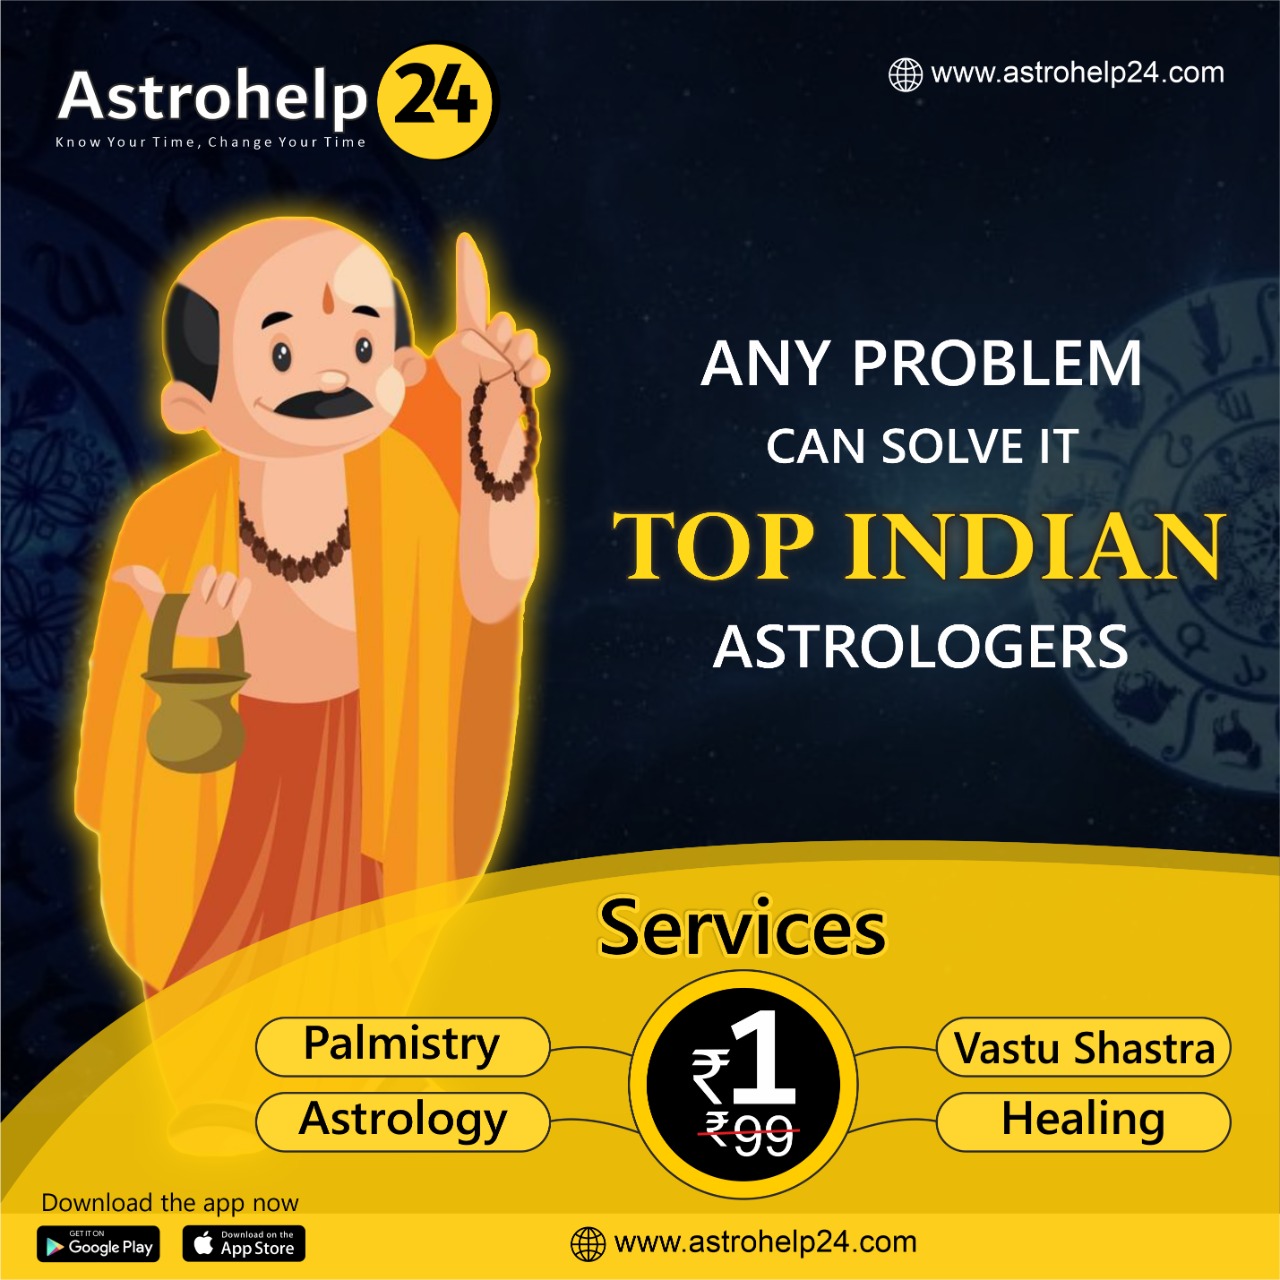 Astrohelp 24
Know Your Time, Change Your Time
www.astrohelp24.com
ANY PROBLEM
CAN SOLVE IT
TOP INDIAN
ASTROLOGERS
Services
Palmistry
Astrology
₹1
₹99
Vastu Shastra
Healing
Download the app now
GET IT ON
Google Play
Download on the
App Store
www.astrohelp24.com